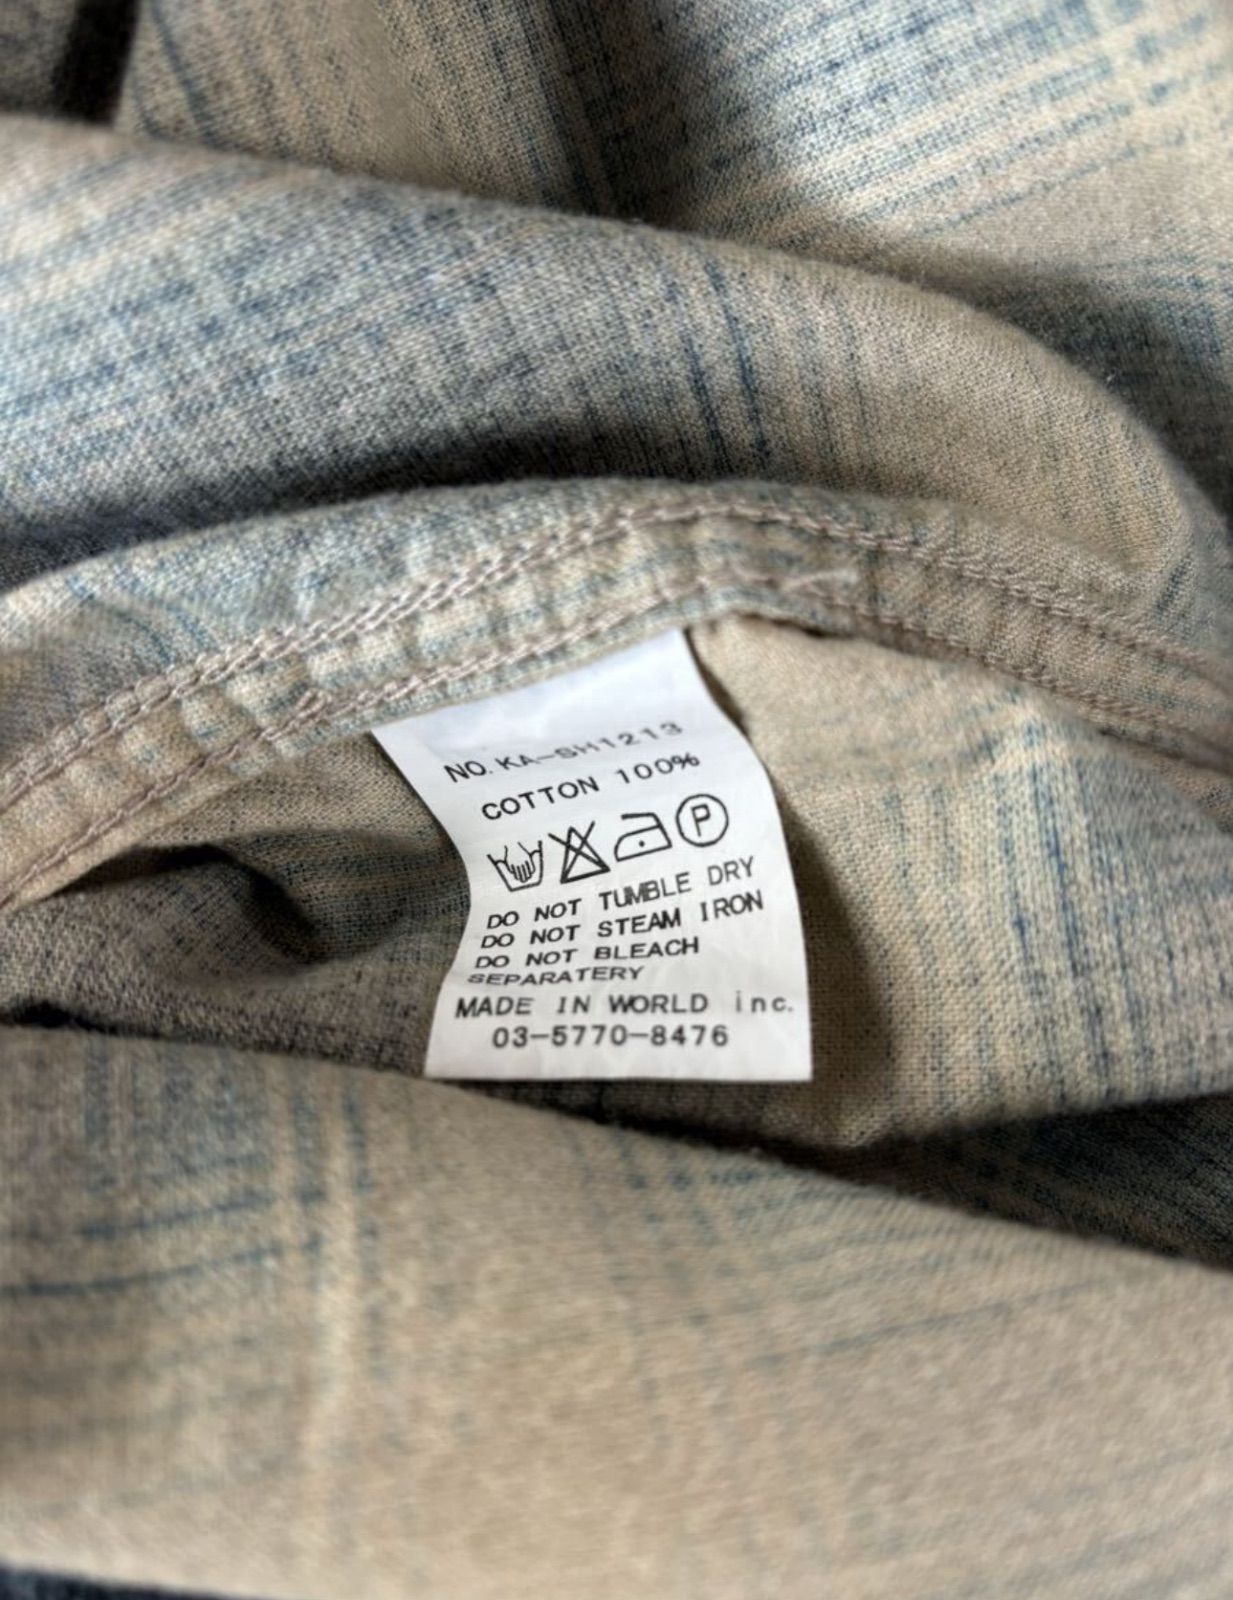 NO. KA-SH1213
COTTON 100%
P
DO NOT TUMBLE DRY
DO NOT STEAM IRON
DO NOT BLEACH
SEPARATERY
MADE IN WORLD inc.
03-5770-8476